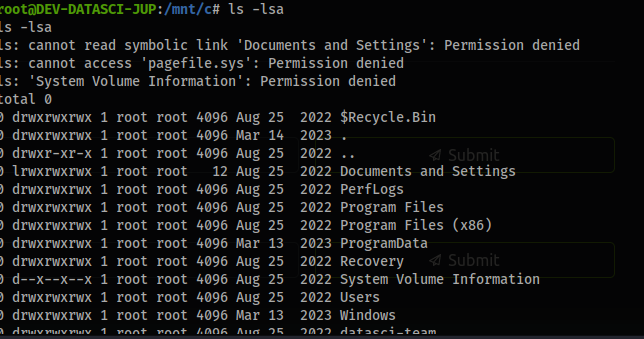 root@DEV-DATASCI-JUP:/mnt/c# ls -lsa
ls -lsa
ls: cannot read symbolic link 'Documents and Settings': Permission denied
ls: cannot access 'pagefile.sys': Permission denied
ls: 'System Volume Information': Permission denied
total 0
0 drwxrwxrwx 1 root root 4096 Aug 25  2022 $Recycle.Bin
0 drwxrwxrwx 1 root root 4096 Mar 14  2023 .
0 drwxr-xr-x 1 root root 4096 Aug 25  2022 ..
Submit
0 lrwxrwxrwx 1 root root   12 Aug 25  2022 Documents and Settings
0 drwxrwxrwx 1 root root 4096 Aug 25  2022 PerfLogs
0 drwxrwxrwx 1 root root 4096 Aug 25  2022 Program Files
0 drwxrwxrwx 1 root root 4096 Aug 25  2022 Program Files (x86)
0 drwxrwxrwx 1 root root 4096 Mar 13  2023 ProgramData
0 drwxrwxrwx 1 root root 4096 Aug 25  2022 Recovery
Submit
0 d--x--x--x 1 root root 4096 Aug 25  2022 System Volume Information
0 drwxrwxrwx 1 root root 4096 Aug 25  2022 Users
0 drwxrwxrwx 1 root root 4096 Mar 13  2023 Windows
0 drwxrwxrwx 1 root root 4096 Aug 25  2022 datasci-team